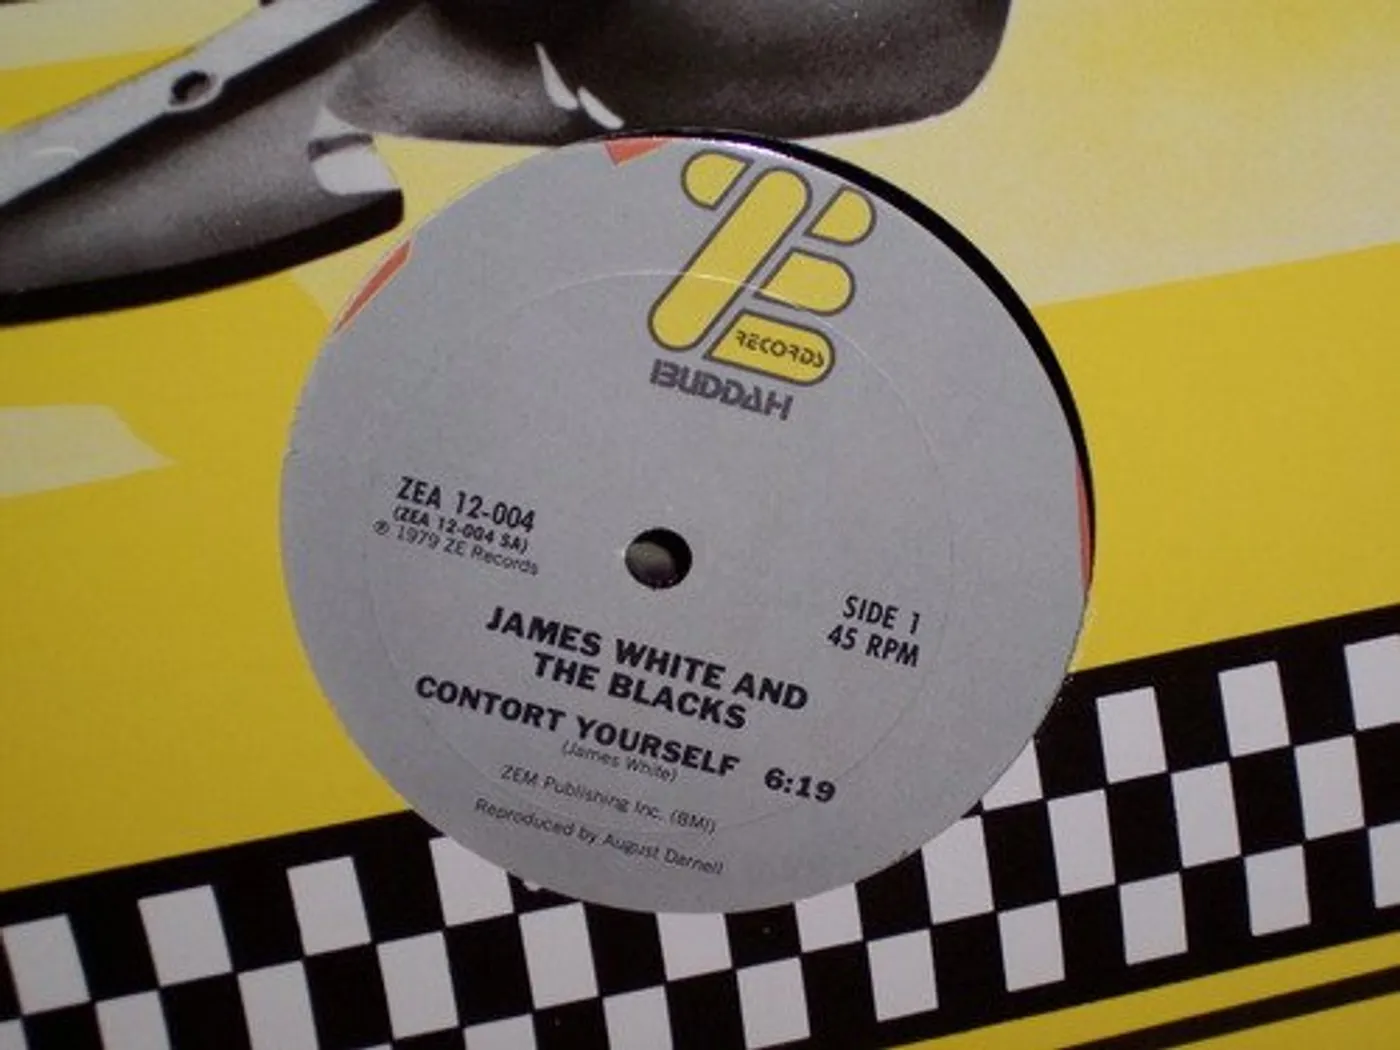 ZE
RECORDS
BUDDAH
ZEA 12-004
(ZEA 12-004 SA)
℗ 1979 ZE Records
SIDE 1
45 RPM
JAMES WHITE AND
THE BLACKS
CONTORT YOURSELF 6:19
(James White)
ZEM Publishing Inc. (BMI)
Reproduced by August Darnell